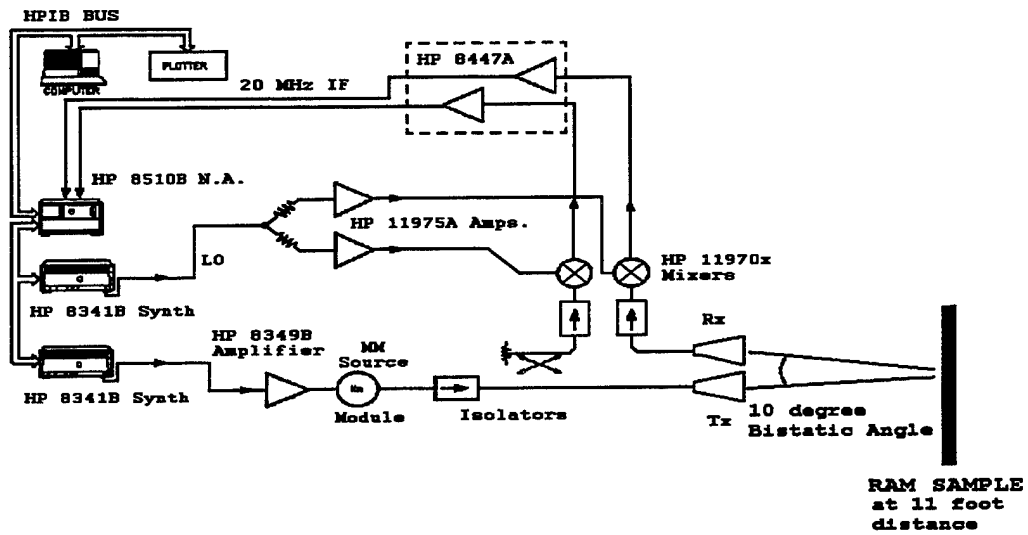 HPIB BUS
COMPUTER
PLOTTER
HP 8447A
20 MHz IF
HP 8510B N.A.
HP 11975A Amps.
LO
HP 11970x
Mixers
HP 8341B Synth
HP 8349B
Amplifier
MM
Source
Module
Isolators
HP 8341B Synth
Rx
Tx
10 degree
Bistatic Angle
RAM SAMPLE
at 11 foot
distance